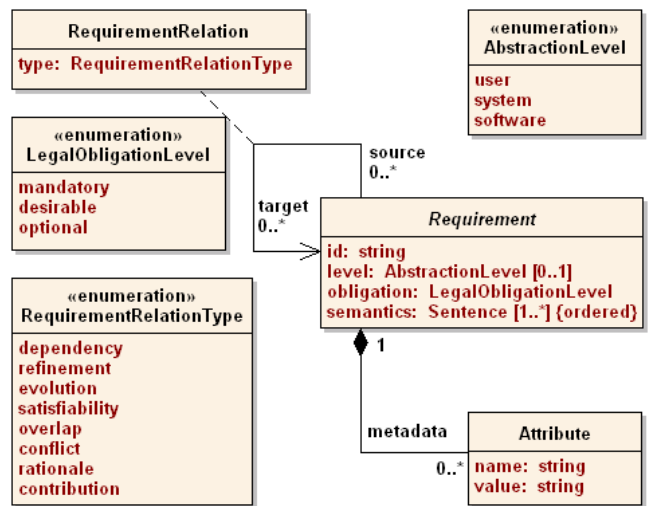 RequirementRelation
type: RequirementRelationType
«enumeration»
AbstractionLevel
user
system
software
«enumeration»
LegalObligationLevel
mandatory
desirable
optional
source
0..*
target
0..*
Requirement
id: string
level: AbstractionLevel [0..1]
obligation: LegalObligationLevel
semantics: Sentence [1..*] {ordered}
«enumeration»
RequirementRelationType
dependency
refinement
evolution
satisfiability
overlap
conflict
rationale
contribution
1
metadata
0..*
Attribute
name: string
value: string